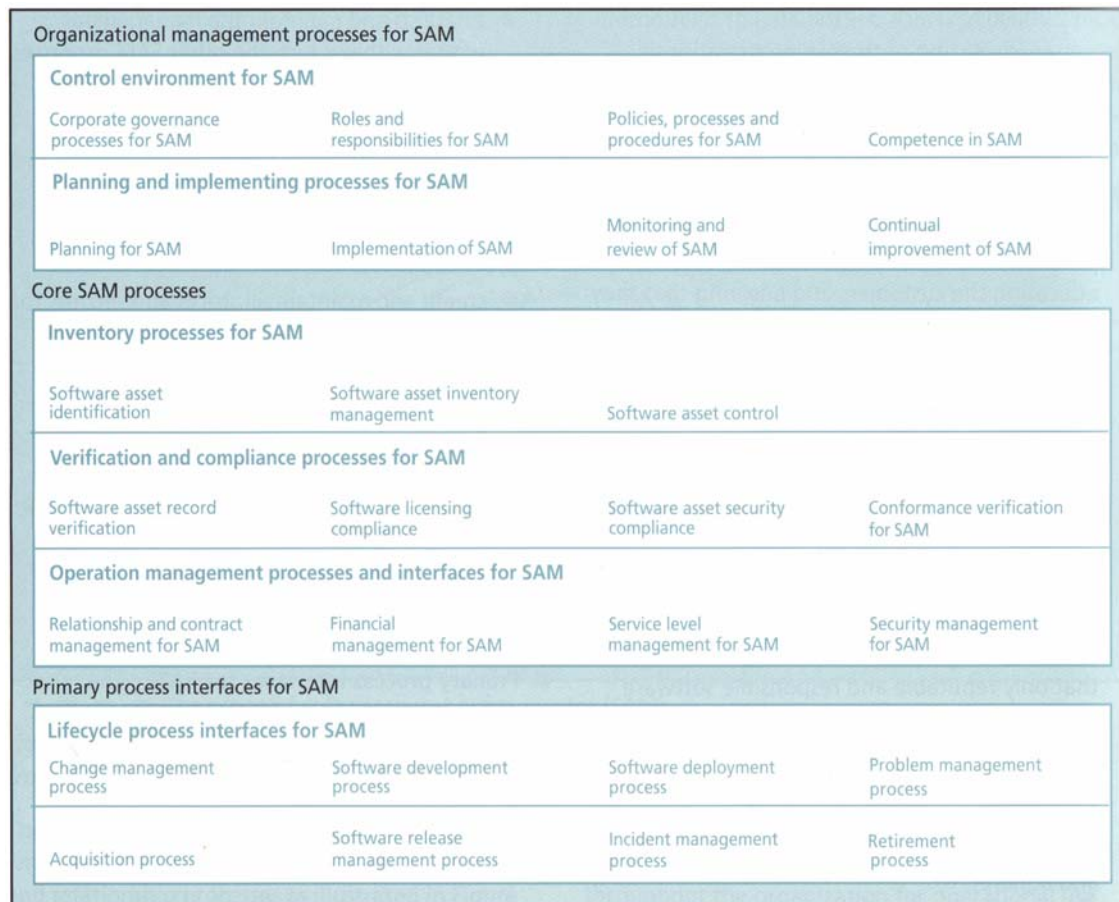 Organizational management processes for SAM
Control environment for SAM
Corporate governance
processes for SAM
Roles and
responsibilities for SAM
Policies, processes and
procedures for SAM
Competence in SAM
Planning and implementing processes for SAM
Planning for SAM
Implementation of SAM
Monitoring and
review of SAM
Continual
improvement of SAM
Core SAM processes
Inventory processes for SAM
Software asset
identification
Software asset inventory
management
Software asset control
Verification and compliance processes for SAM
Software asset record
verification
Software licensing
compliance
Software asset security
compliance
Conformance verification
for SAM
Operation management processes and interfaces for SAM
Relationship and contract
management for SAM
Financial
management for SAM
Service level
management for SAM
Security management
for SAM
Primary process interfaces for SAM
Lifecycle process interfaces for SAM
Change management
process
Software development
process
Software deployment
process
Problem management
process
Acquisition process
Software release
management process
Incident management
process
Retirement
process